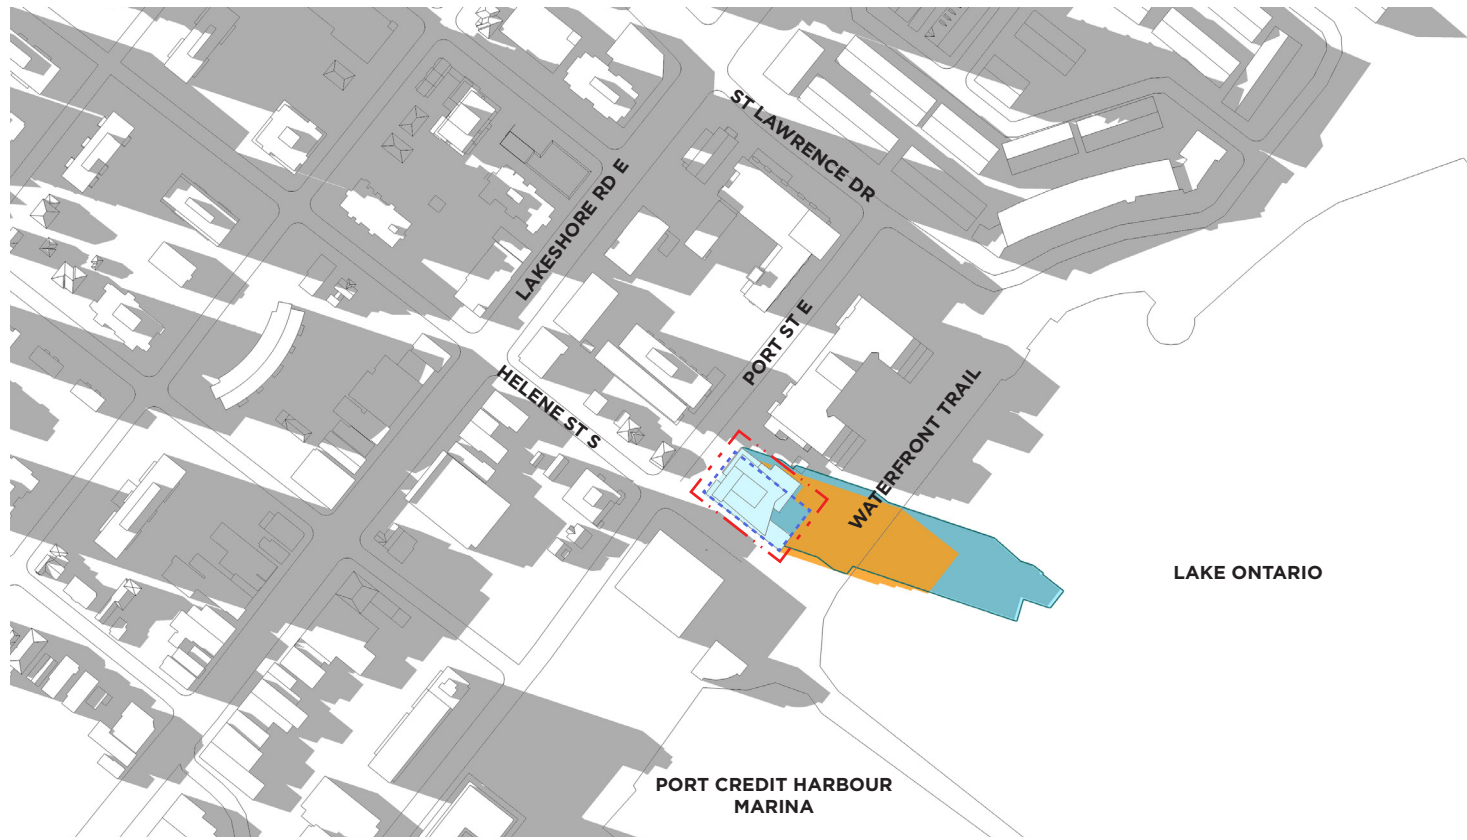 ST LAWRENCE DR
LAKESHORE RD E
PORT ST E
HELENE ST S
WATERFRONT TRAIL
LAKE ONTARIO
PORT CREDIT HARBOUR
MARINA